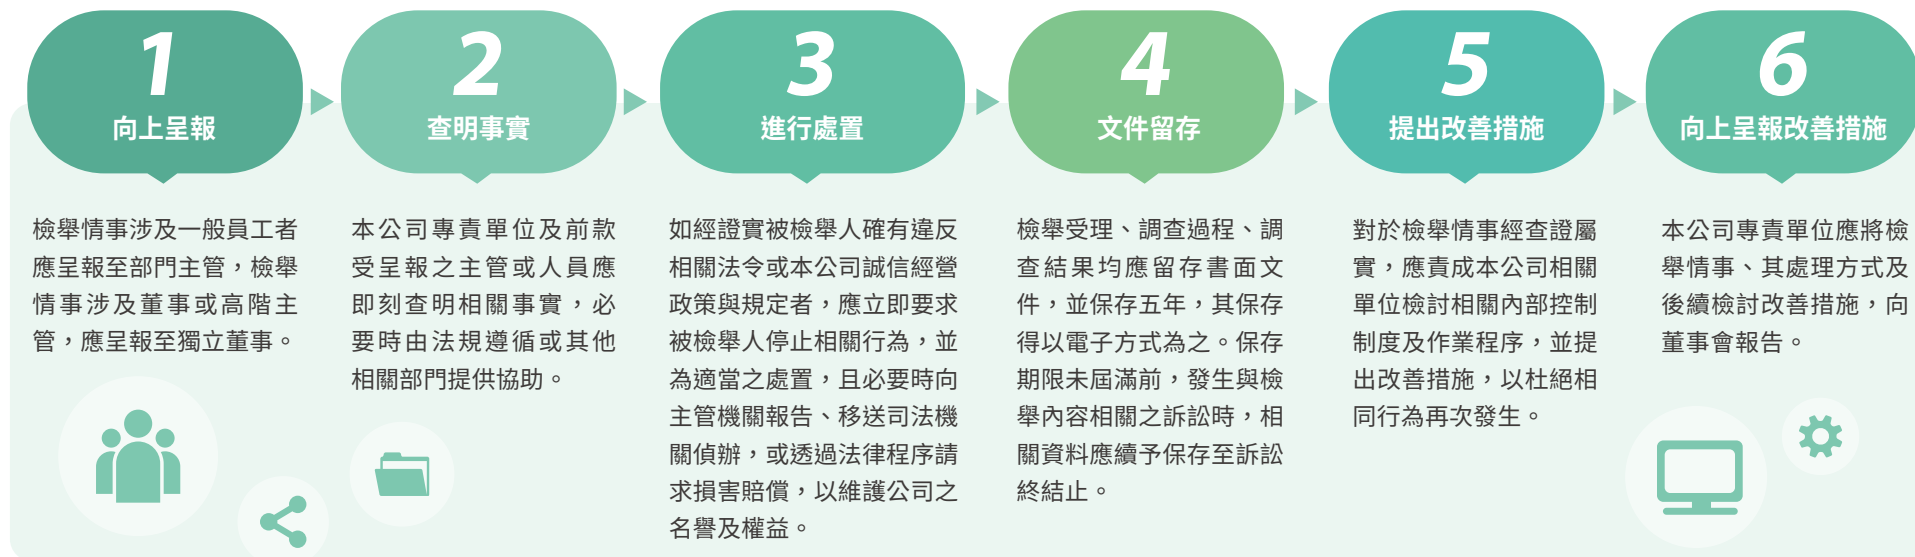 1
向上呈報
檢舉情事涉及一般員工者
應呈報至部門主管，檢舉
情事涉及董事或高階主
管，應呈報至獨立董事。
2
查明事實
本公司專責單位及前款
受呈報之主管或人員應
即刻查明相關事實，必
要時由法規遵循或其他
相關部門提供協助。
3
進行處置
如經證實被檢舉人確有違反
相關法令或本公司誠信經營
政策與規定者，應立即要求
被檢舉人停止相關行為，並
為適當之處置，且必要時向
主管機關報告、移送司法機
關偵辦，或透過法律程序請
求損害賠償，以維護公司之
名譽及權益。
4
文件留存
檢舉受理、調查過程、調
查結果均應留存書面文
件，並保存五年，其保存
得以電子方式為之。保存
期限未屆滿前，發生與檢
舉內容相關之訴訟時，相
關資料應續予保存至訴訟
終結止。
5
提出改善措施
對於檢舉情事經查證屬
實，應責成本公司相關
單位檢討相關內部控制
制度及作業程序，並提
出改善措施，以杜絕相
同行為再次發生。
6
向上呈報改善措施
本公司專責單位應將檢
舉情事、其處理方式及
後續檢討改善措施，向
董事會報告。